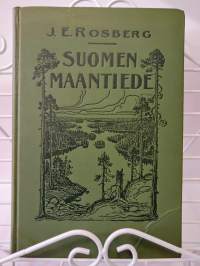 J. E. ROSBERG
SUOMEN
MAANTIEDE